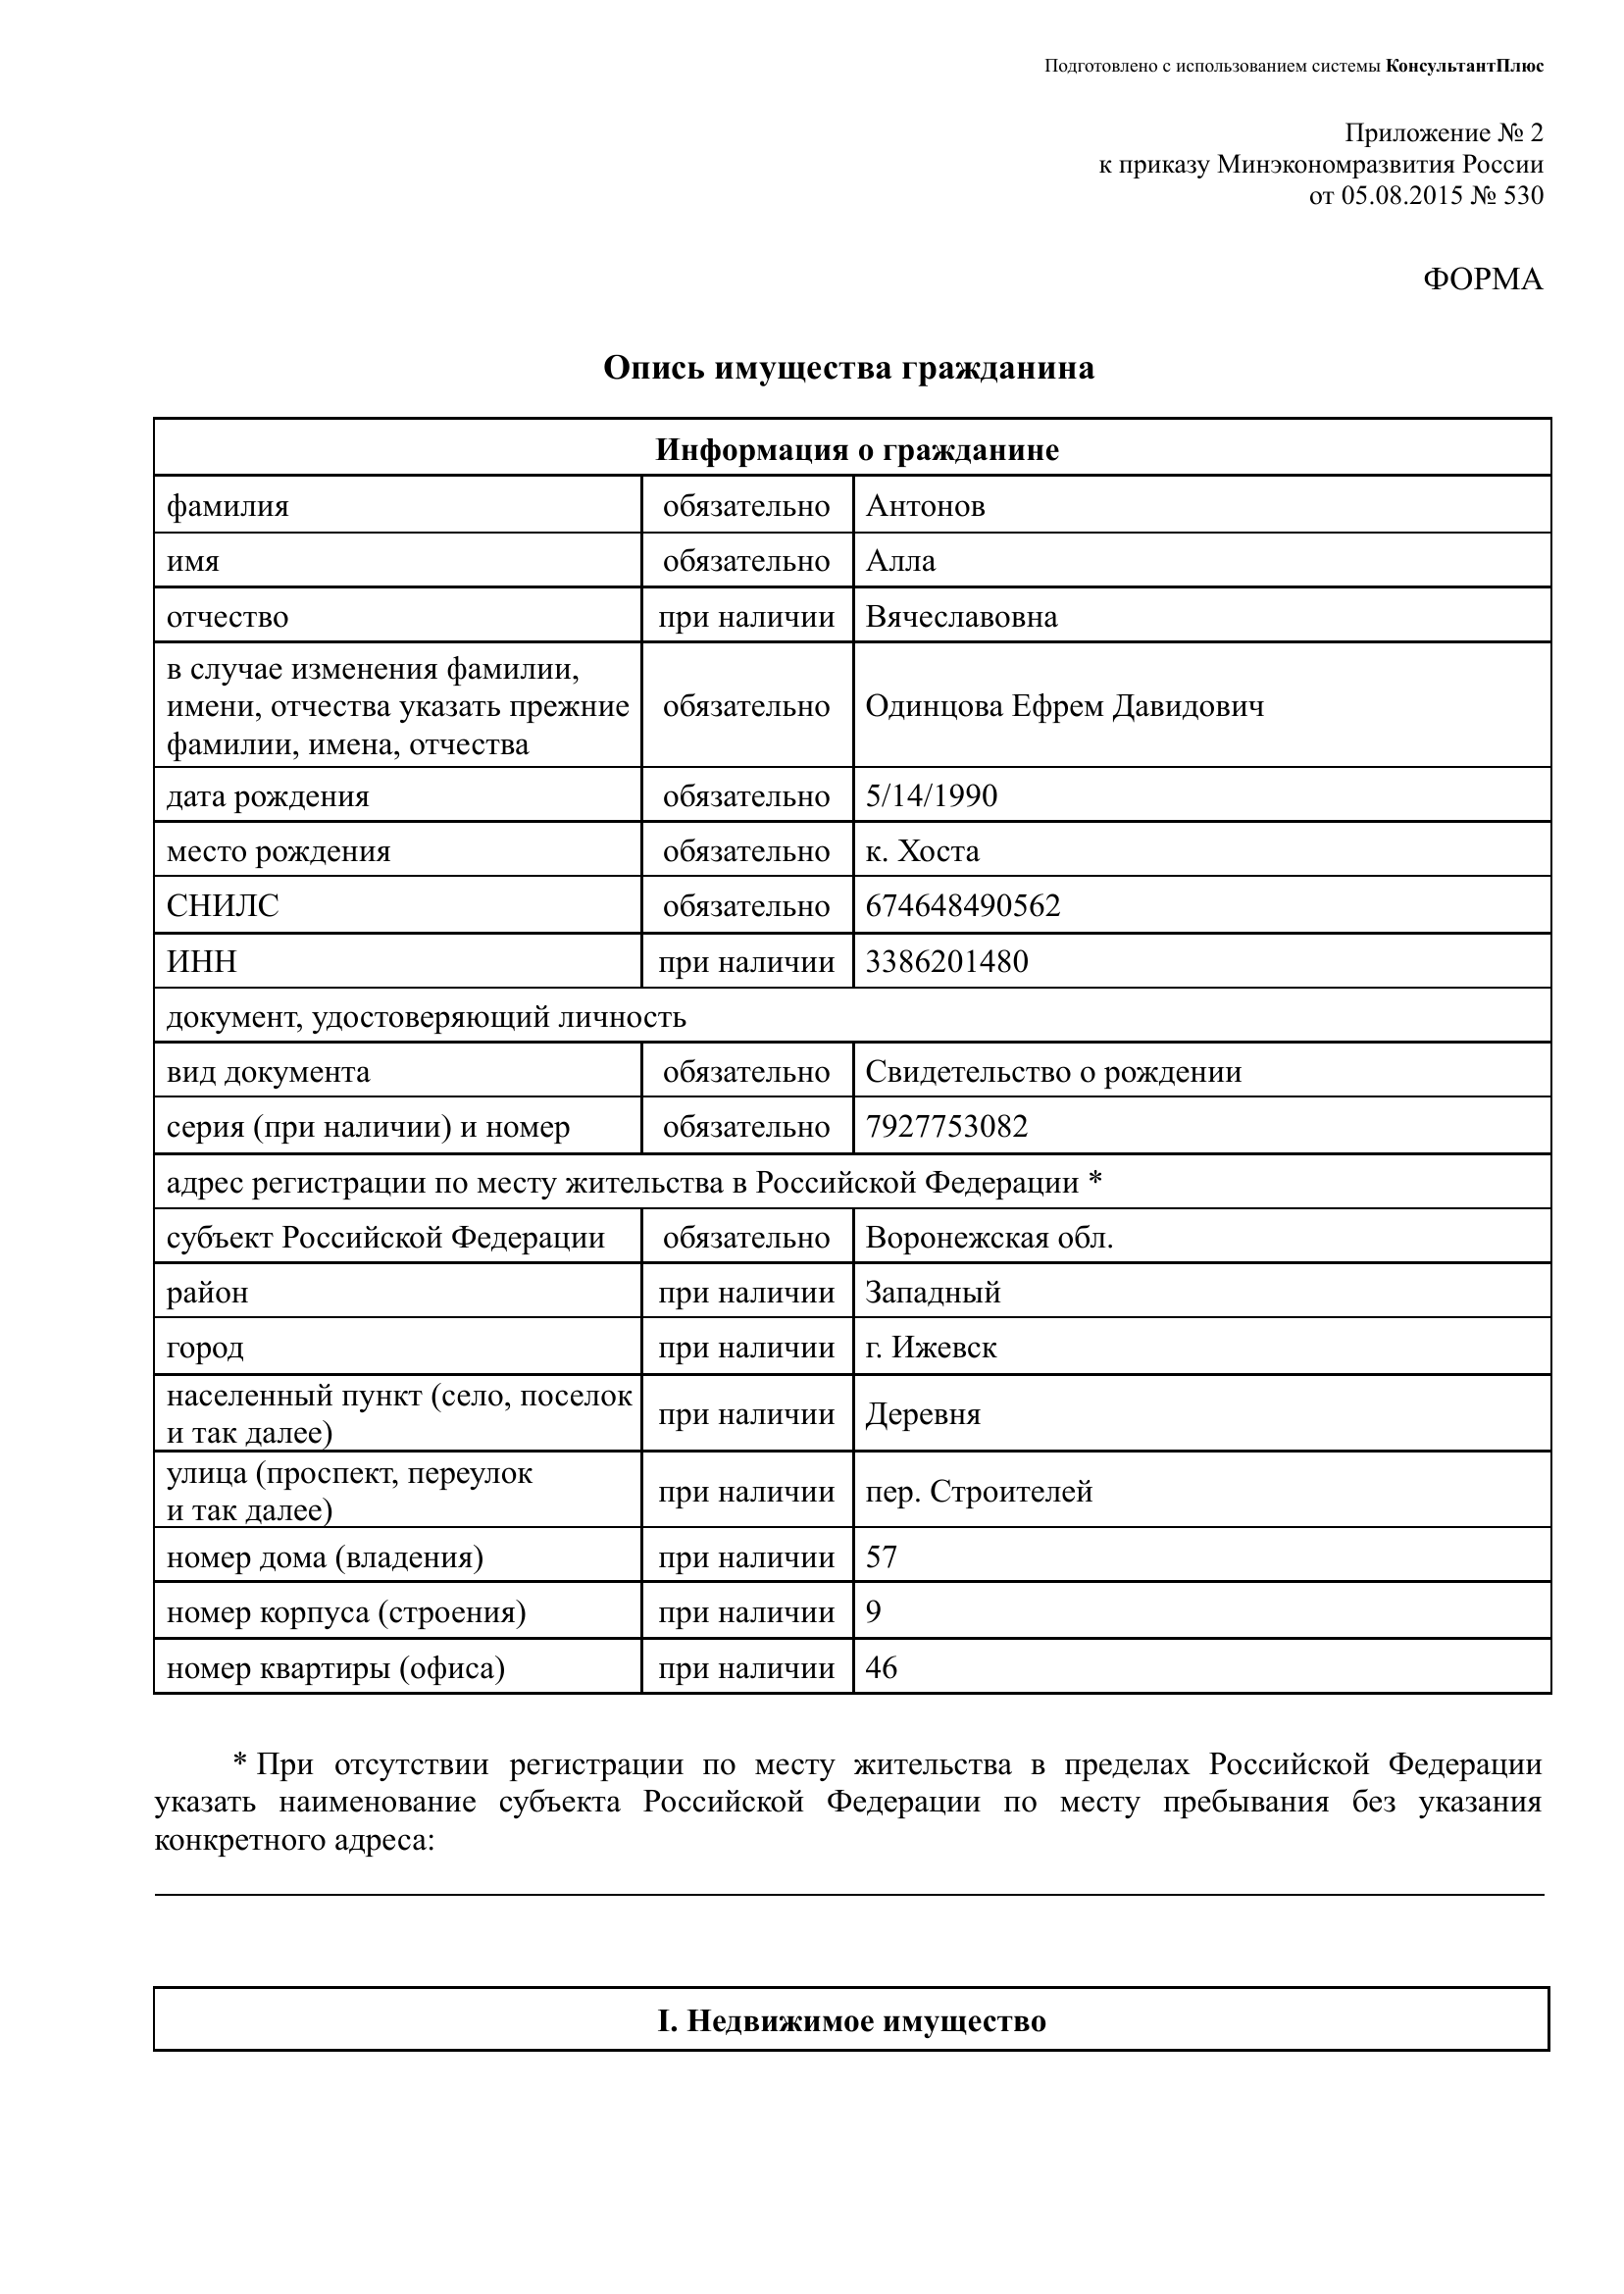 Подготовлено с использованием системы КонсультантПлюс
Приложение № 2
к приказу Минэкономразвития России
от 05.08.2015 № 530
ФОРМА
Опись имущества гражданина
Информация о гражданине
фамилия обязательно Антонов
имя обязательно Алла
отчество при наличии Вячеславовна
в случае изменения фамилии,
имени, отчества указать прежние обязательно Одинцова Ефрем Давидович
фамилии, имена, отчества
дата рождения обязательно 5/14/1990
место рождения обязательно к. Хоста
СНИЛС обязательно 674648490562
ИНН при наличии 3386201480
документ, удостоверяющий личность
вид документа обязательно Свидетельство о рождении
серия (при наличии) и номер обязательно 7927753082
адрес регистрации по месту жительства в Российской Федерации *
субъект Российской Федерации обязательно Воронежская обл.
район при наличии Западный
город при наличии г. Ижевск
населенный пункт (село, поселок
и так далее) при наличии Деревня
улица (проспект, переулок
и так далее) при наличии пер. Строителей
номер дома (владения) при наличии 57
номер корпуса (строения) при наличии 9
номер квартиры (офиса) при наличии 46
* При отсутствии регистрации по месту жительства в пределах Российской Федерации
указать наименование субъекта Российской Федерации по месту пребывания без указания
конкретного адреса:
I. Недвижимое имущество